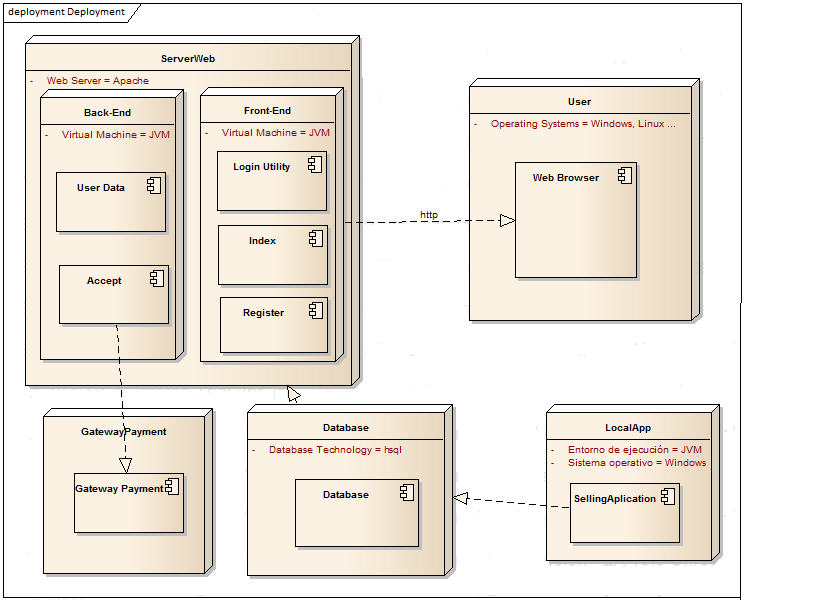 deployment Deployment
ServerWeb
- Web Server = Apache
Back-End
- Virtual Machine = JVM
User Data
Accept
Front-End
- Virtual Machine = JVM
Login Utility
Index
Register
http
User
- Operating Systems = Windows, Linux ...
Web Browser
GatewayPayment
Gateway Payment
Database
- Database Technology = hsql
Database
LocalApp
- Entorno de ejecución = JVM
- Sistema operativo = Windows
SellingAplication